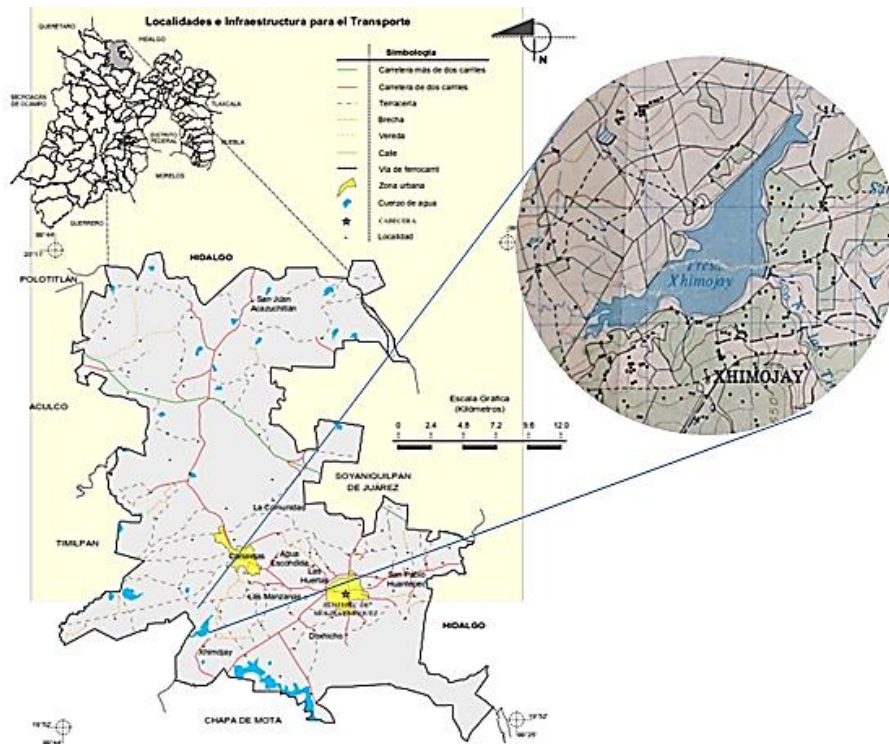 Localidades e Infraestructura para el Transporte
QUERÉTARO
HIDALGO
MICHOACÁN
DE OCAMPO
TLAXCALA
DISTRITO
FEDERAL
PUEBLA
MORELOS
GUERRERO
N
Simbología
Carretera más de dos carriles
Carretera de dos carriles
Terracería
Brecha
Vereda
Calle
Vía de ferrocarril
Zona urbana
Cuerpo de agua
CABECERA
Localidad
Presa
Xhimojay
XHIMOJAY
HIDALGO
POLOTITLÁN
San Juan
Acazuchitlán
ACULCO
Escala Gráfica
(Kilómetros)
0 2.4 4.8 7.2 9.6 12.0
SOYANIQUILPAN
DE JUÁREZ
La Comunidad
TIMILPAN
Canalejas
Agua
Escondida
Las
Huertas
San Pablo
Huantepec
Las Manzanas
HIDALGO
Doxhicho
Xhimojay
CHAPA DE MOTA